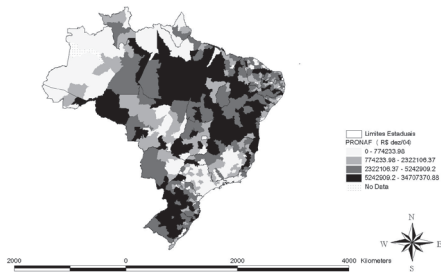 Limites Estaduais
PRONAF ( R$ dez/04)
0 - 774233.98
774233.98 - 2322106.37
2322106.37 - 5242909.2
5242909.2 - 34707370.88
No Data
N
W E
S
2000 0 2000 4000 Kilometers